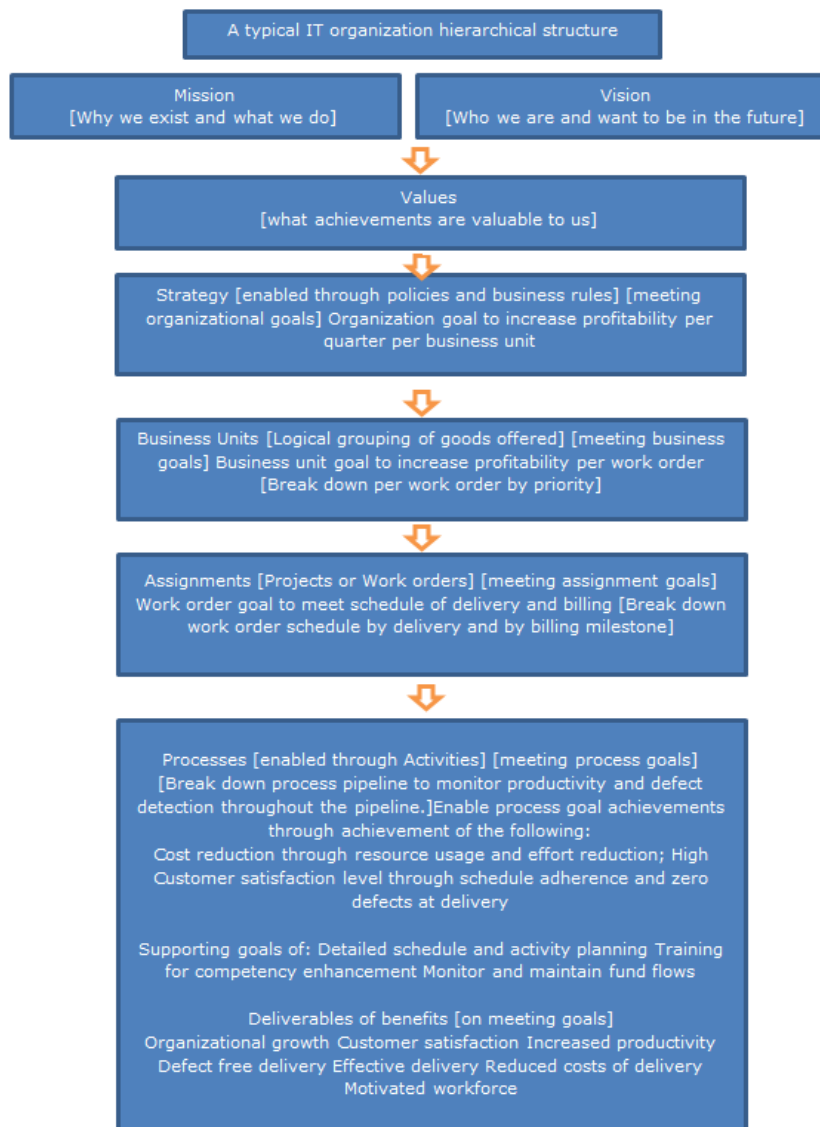 A typical IT organization hierarchical structure
Mission
[Why we exist and what we do]
Vision
[Who we are and want to be in the future]
Values
[what achievements are valuable to us]
Strategy [enabled through policies and business rules] [meeting
organizational goals] Organization goal to increase profitability per
quarter per business unit
Business Units [Logical grouping of goods offered] [meeting business
goals] Business unit goal to increase profitability per work order
[Break down per work order by priority]
Assignments [Projects or Work orders] [meeting assignment goals]
Work order goal to meet schedule of delivery and billing [Break down
work order schedule by delivery and by billing milestone]
Processes [enabled through Activities] [meeting process goals]
[Break down process pipeline to monitor productivity and defect
detection throughout the pipeline.]Enable process goal achievements
through achievement of the following:
Cost reduction through resource usage and effort reduction; High
Customer satisfaction level through schedule adherence and zero
defects at delivery
Supporting goals of: Detailed schedule and activity planning Training
for competency enhancement Monitor and maintain fund flows
Deliverables of benefits [on meeting goals]
Organizational growth Customer satisfaction Increased productivity
Defect free delivery Effective delivery Reduced costs of delivery
Motivated workforce